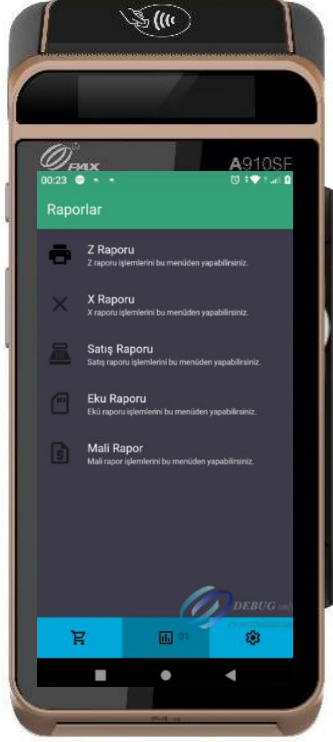 PAX
A910SF
00:23
Raporlar
Z Raporu
Z raporu işlemlerini bu menüden yapabilirsiniz.
X Raporu
X raporu işlemlerini bu menüden yapabilirsiniz.
Satış Raporu
Satış raporu işlemlerini bu menüden yapabilirsiniz.
Eku Raporu
Ekü raporu işlemlerini bu menüden yapabilirsiniz.
Mali Rapor
Mali rapor işlemlerini bu menüden yapabilirsiniz.
DEBUG only
01